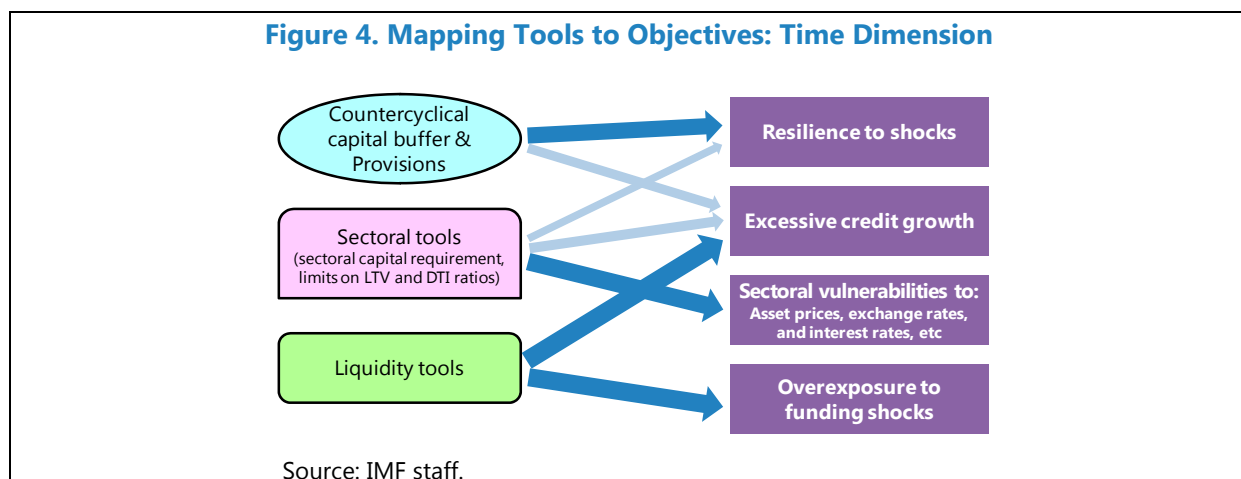 Figure 4. Mapping Tools to Objectives: Time Dimension
Countercyclical
capital buffer &
Provisions
Sectoral tools
(sectoral capital requirement,
limits on LTV and DTI ratios)
Liquidity tools
Resilience to shocks
Excessive credit growth
Sectoral vulnerabilities to:
Asset prices, exchange rates,
and interest rates, etc
Overexposure to
funding shocks
Source: IMF staff.